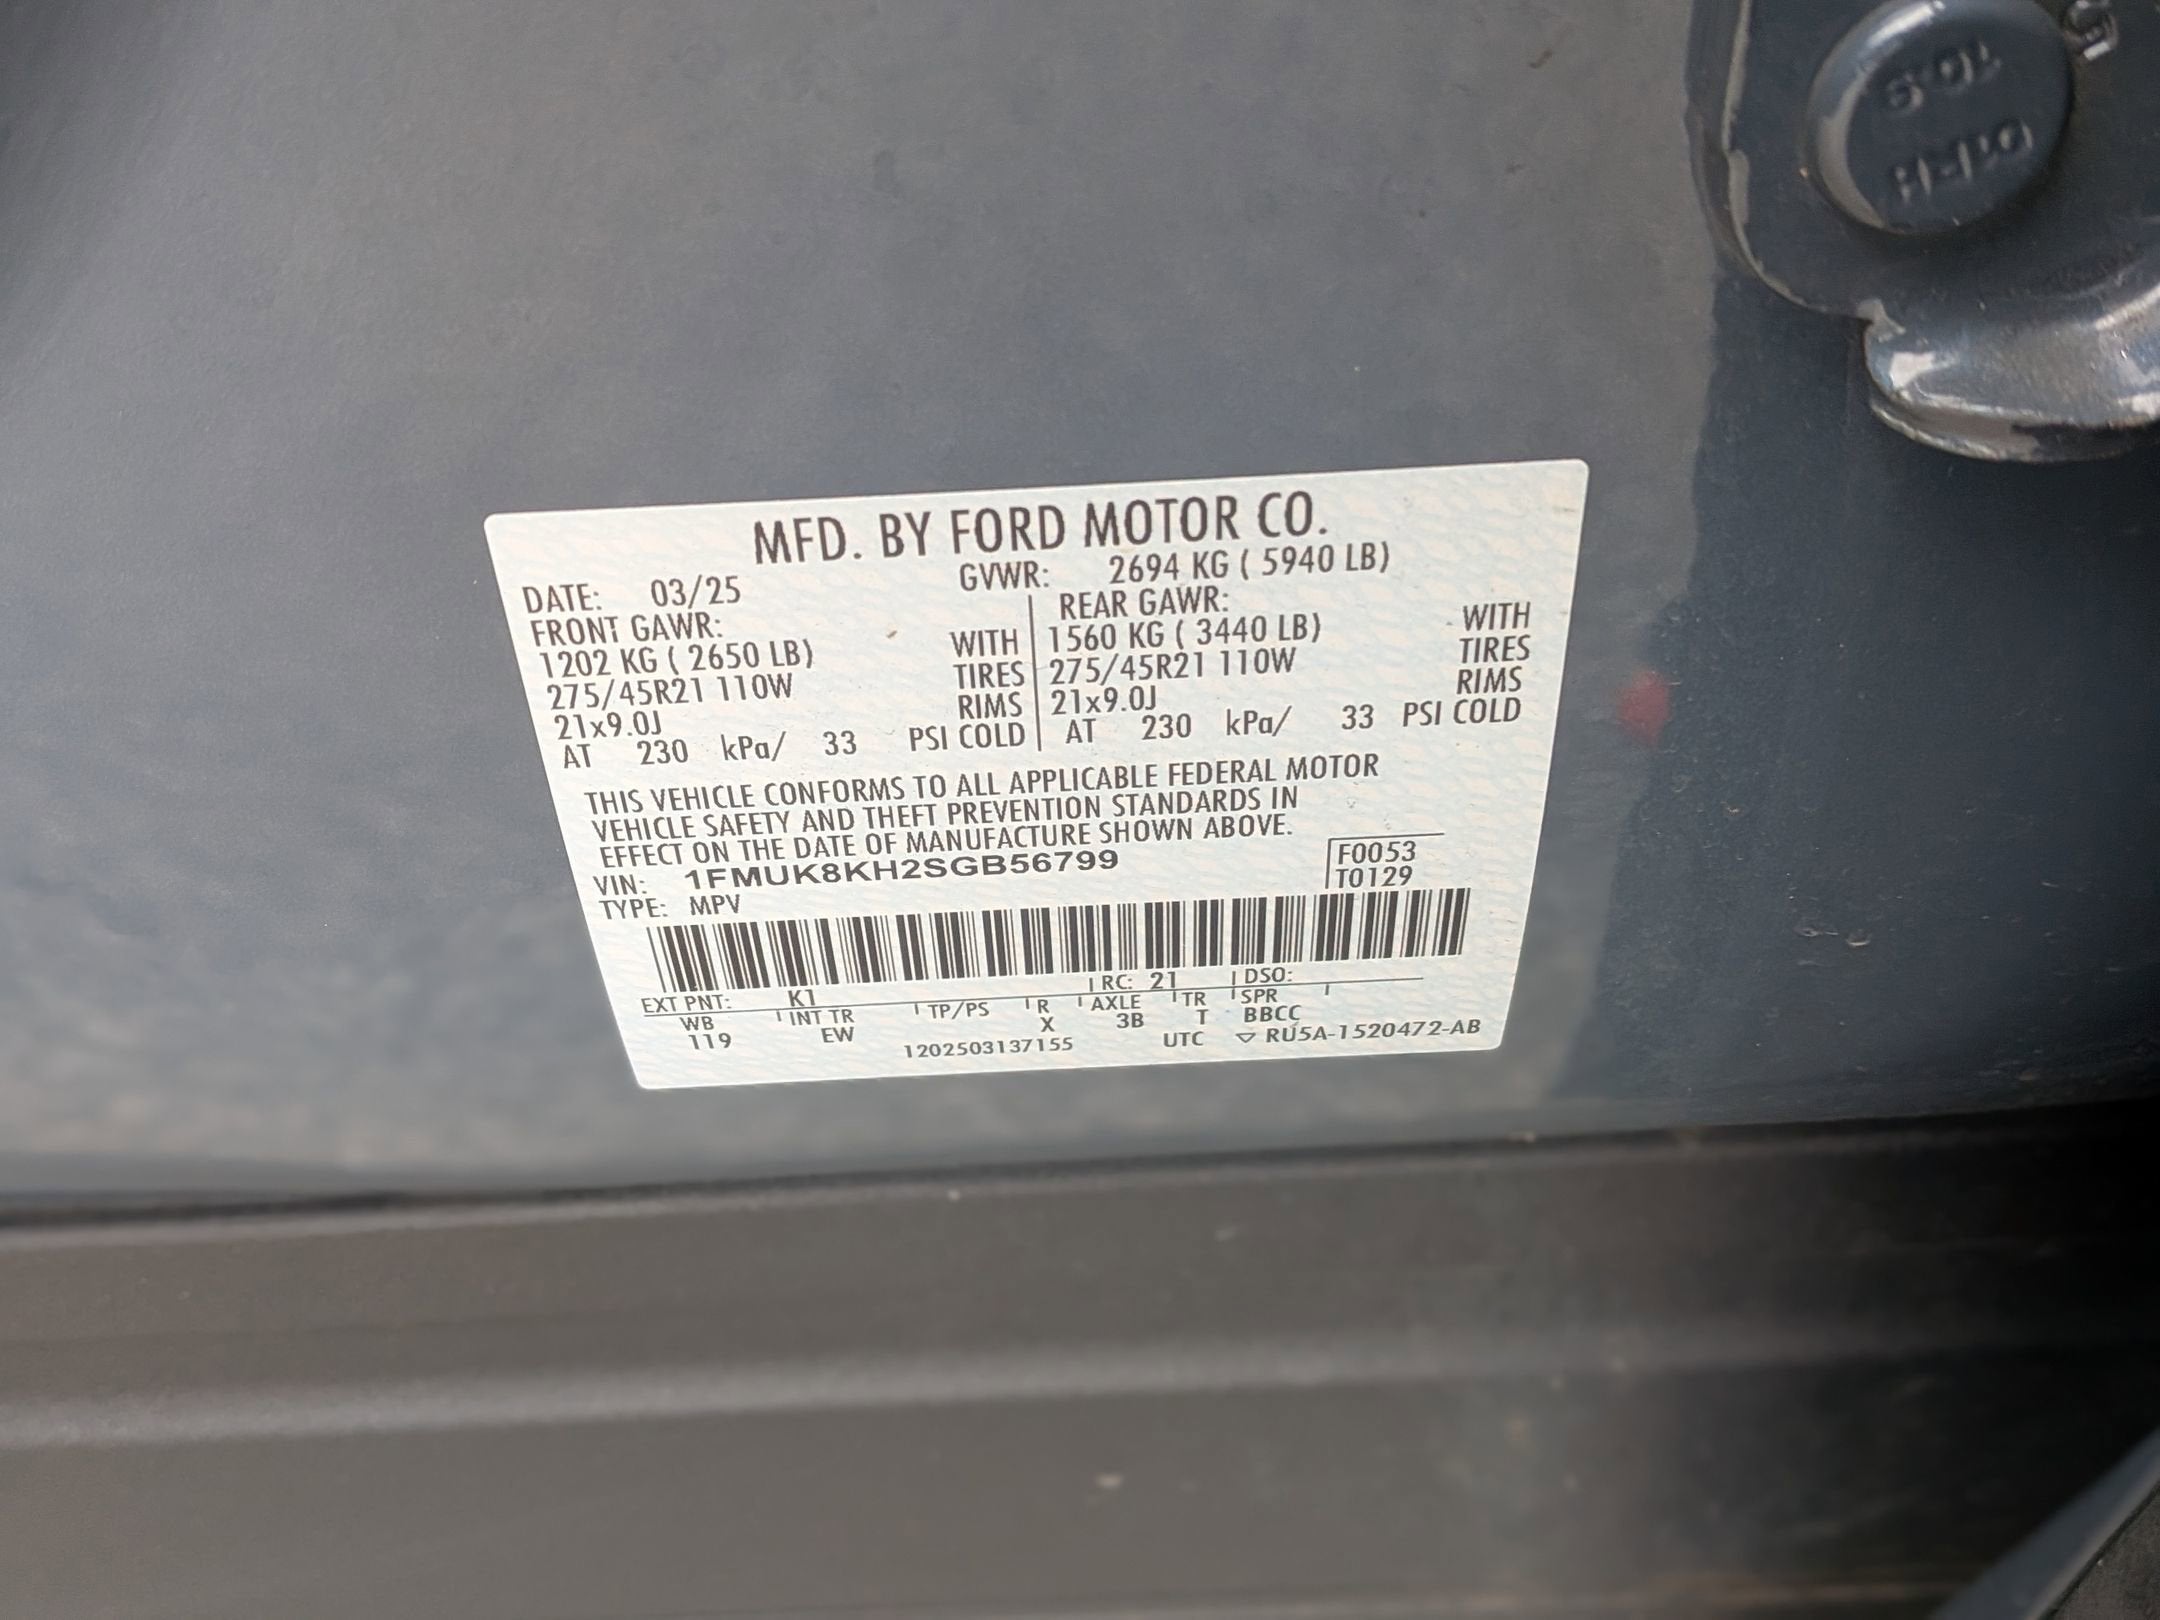 MFD. BY FORD MOTOR CO.
DATE: 03/25 GVWR: 2694 KG ( 5940 LB)
FRONT GAWR: REAR GAWR:
1202 KG ( 2650 LB) WITH 1560 KG ( 3440 LB) WITH
275/45R21 110W TIRES 275/45R21 110W TIRES
21x9.0J RIMS 21x9.0J RIMS
AT 230 kPa/ 33 PSI COLD AT 230 kPa/ 33 PSI COLD
THIS VEHICLE CONFORMS TO ALL APPLICABLE FEDERAL MOTOR
VEHICLE SAFETY AND THEFT PREVENTION STANDARDS IN
EFFECT ON THE DATE OF MANUFACTURE SHOWN ABOVE.
VIN: 1FMUK8KH2SGB56799 F0053
TYPE: MPV T0129
EXT PNT: K1 RC: 21 DSO:
WB INT TR TP/PS R AXLE TR SPR
119 EW X 3B T BBCC
1202503137155 UTC ▽ RU5A-1520472-AB